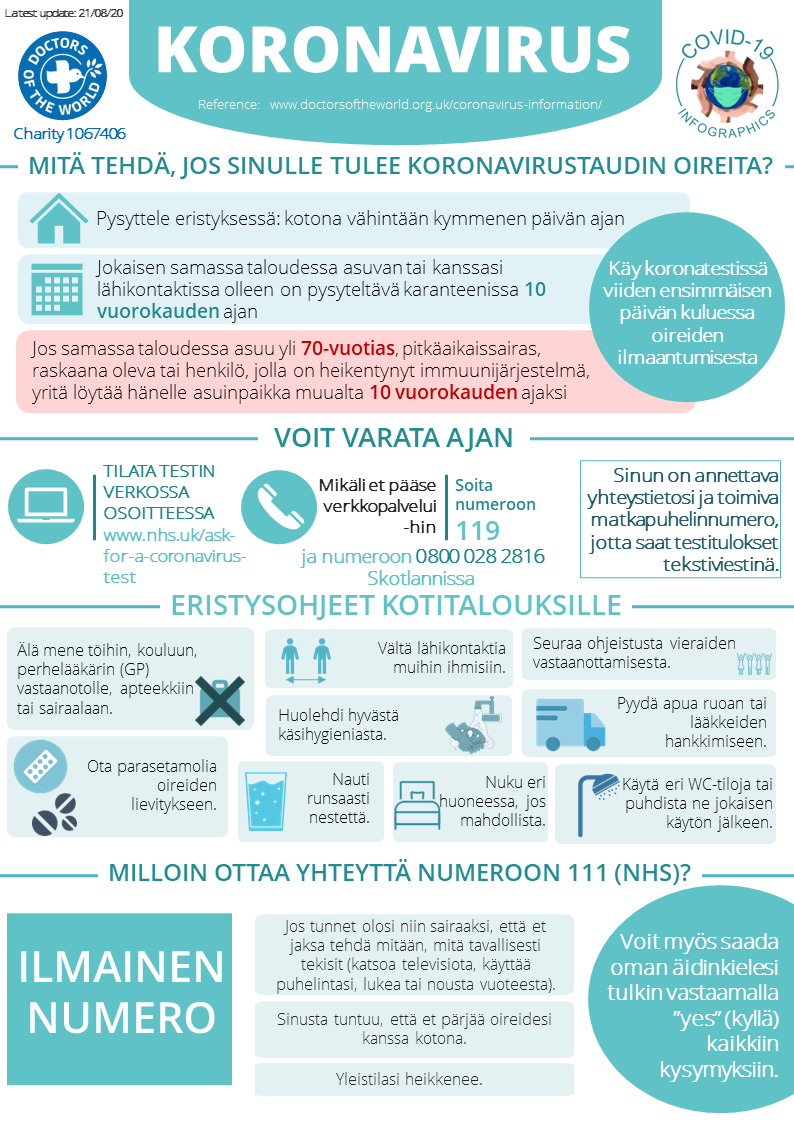 Latest update: 21/08/20
DOCTORS
OF THE WORLD
Charity 1067406
KORONAVIRUS
Reference: www.doctorsoftheworld.org.uk/coronavirus-information/
COVID-19
INFOGRAPHICS
MITÄ TEHDÄ, JOS SINULLE TULEE KORONAVIRUSTAUDIN OIREITA?
Pysyttele eristyksessä: kotona vähintään kymmenen päivän ajan
Jokaisen samassa taloudessa asuvan tai kanssasi
lähikontaktissa olleen on pysyteltävä karanteenissa 10
vuorokauden ajan
Käy koronatestissä
viiden ensimmäisen
päivän kuluessa
oireiden
ilmaantumisesta
Jos samassa taloudessa asuu yli 70-vuotias, pitkäaikaissairas,
raskaana oleva tai henkilö, jolla on heikentynyt immuunijärjestelmä,
yritä löytää hänelle asuinpaikka muualta 10 vuorokauden ajaksi
VOIT VARATA AJAN
TILATA TESTIN
VERKOSSA
OSOITTEESSA
www.nhs.uk/ask-
for-a-coronavirus-
test
Mikäli et pääse
verkkopalvelui
-hin
Soita
numeroon
119
ja numeroon 0800 028 2816
Skotlannissa
Sinun on annettava
yhteystietosi ja toimiva
matkapuhelinnumero,
jotta saat testitulokset
tekstiviestinä.
ERISTYSOHJEET KOTITALOUKSILLE
Älä mene töihin, kouluun,
perhelääkärin (GP)
vastaanotolle, apteekkiin
tai sairaalaan.
Vältä lähikontaktia
muihin ihmisiin.
Seuraa ohjeistusta vieraiden
vastaanottamisesta.
Huolehdi hyvästä
käsihygieniasta.
Pyydä apua ruoan tai
lääkkeiden
hankkimiseen.
Ota parasetamolia
oireiden
lievitykseen.
Nauti
runsaasti
nestettä.
Nuku eri
huoneessa, jos
mahdollista.
Käytä eri WC-tiloja tai
puhdista ne jokaisen
käytön jälkeen.
MILLOIN OTTAA YHTEYTTÄ NUMEROON 111 (NHS)?
ILMAINEN
NUMERO
Jos tunnet olosi niin sairaaksi, että et
jaksa tehdä mitään, mitä tavallisesti
tekisit (katsoa televisiota, käyttää
puhelintasi, lukea tai nousta vuoteesta).
Sinusta tuntuu, että et pärjää oireidesi
kanssa kotona.
Yleistilasi heikkenee.
Voit myös saada
oman äidinkielesi
tulkin vastaamalla
”yes” (kyllä)
kaikkiin
kysymyksiin.